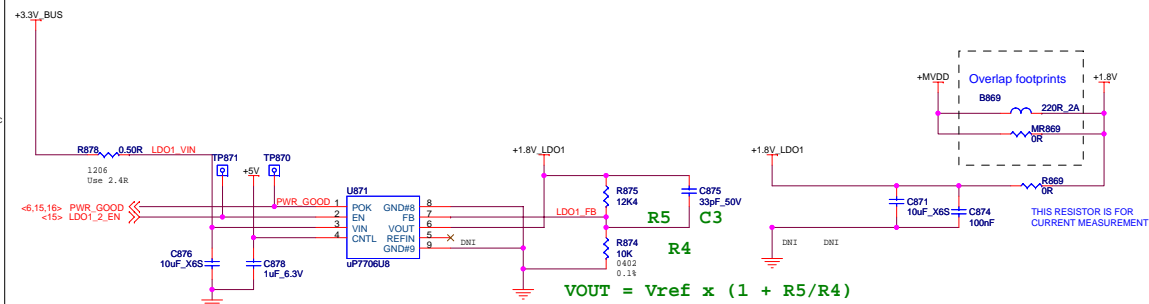 +3.3V_BUS
Overlap footprints
+MVDD
+1.8V
B869
220R_2A
MR869
0R
R878
0.50R
LDO1_VIN
1206
Use 2.4R
TP871
TP870
+5V
+1.8V_LDO1
+1.8V_LDO1
<6,15,16> PWR_GOOD
<15> LDO1_2_EN
PWR_GOOD
U871
1 POK GND#8 8
2 EN FB 7
3 VIN VOUT 6
4 CNTL REFIN 5
GND#9 9
uP7706U8
DNI
LDO1_FB
R875
12K4
C875
33pF_50V
R5
C3
R874
10K
0402
0.1%
R4
C876
10uF_X6S
C878
1uF_6.3V
R869
0R
C871
10uF_X6S
C874
100nF
DNI
DNI
THIS RESISTOR IS FOR
CURRENT MEASUREMENT
VOUT = Vref x (1 + R5/R4)
c